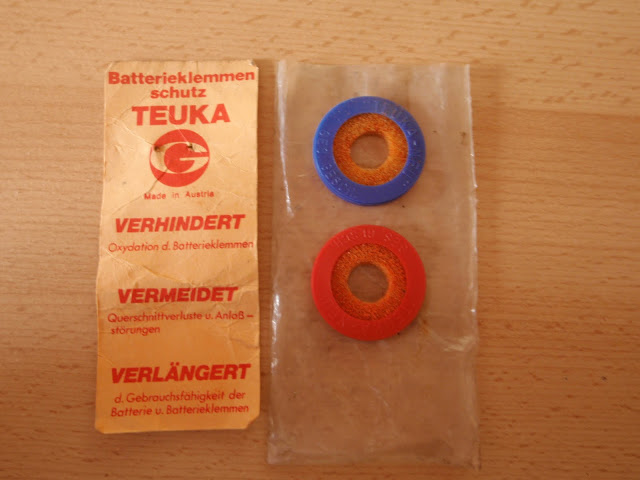 Batterieklemmen
schutz
TEUKA
Made in Austria
VERHINDERT
Oxydation d. Batterieklemmen
VERMEIDET
Querschnittverluste u. Anlaß-
störungen
VERLÄNGERT
d. Gebrauchsfähigkeit der
Batterie u. Batterieklemmen